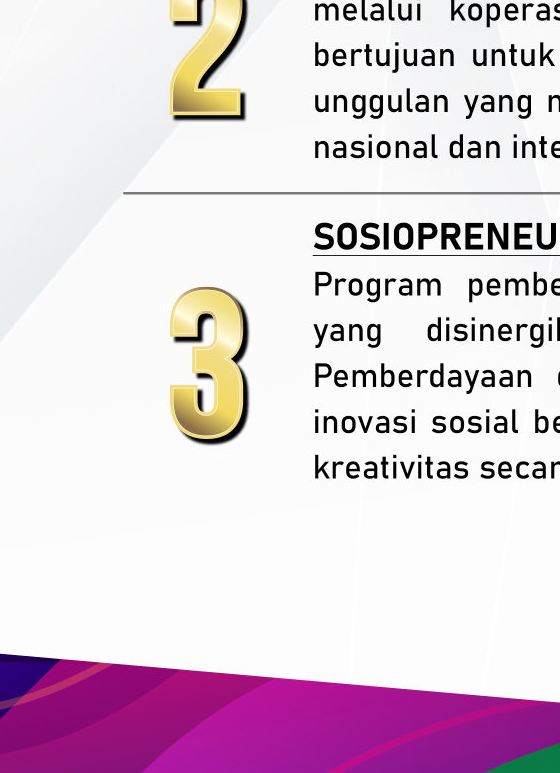 2
melalui koperas
bertujuan untuk
unggulan yang
nasional dan inte
SOSIOPRENEU
3
Program pembe
yang disinergi
Pemberdayaan
inovasi sosial be
kreativitas secar